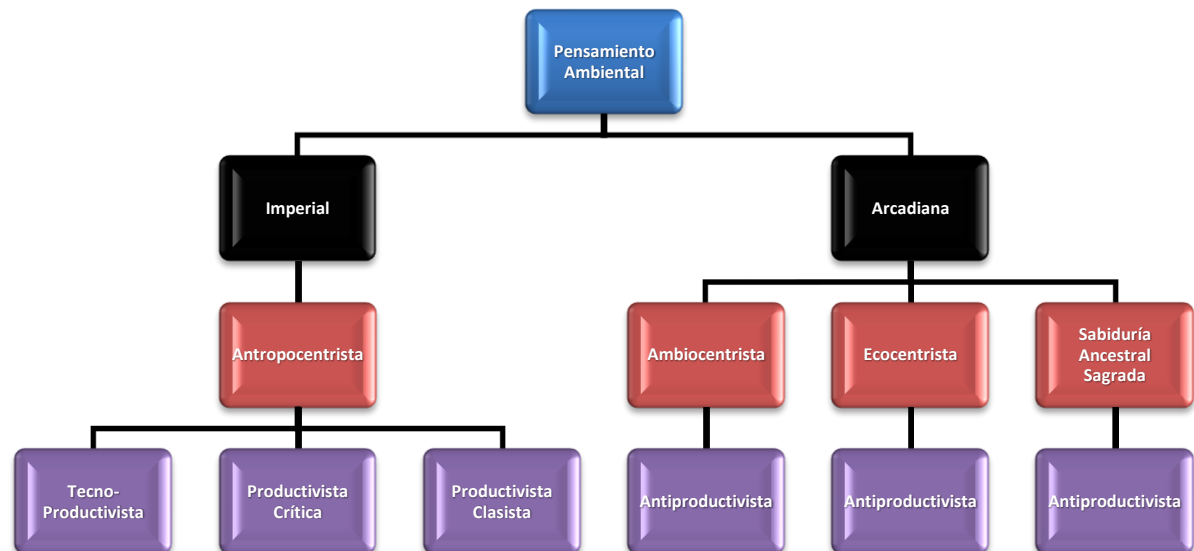 Pensamiento
Ambiental
Imperial
Arcadiana
Antropocentrista
Ambiocentrista
Ecocentrista
Sabiduría
Ancestral
Sagrada
Tecno-
Productivista
Productivista
Crítica
Productivista
Clasista
Antiproductivista
Antiproductivista
Antiproductivista